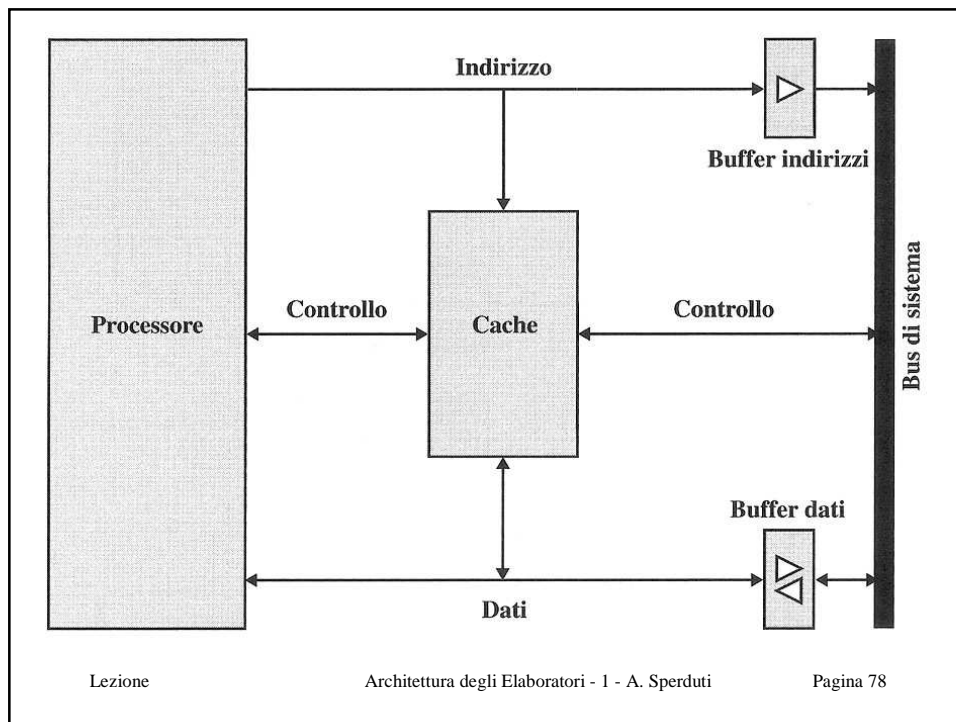 Indirizzo
Buffer indirizzi
Processore
Controllo
Cache
Controllo
Bus di sistema
Buffer dati
Dati
Lezione Architettura degli Elaboratori - 1 - A. Sperduti Pagina 78